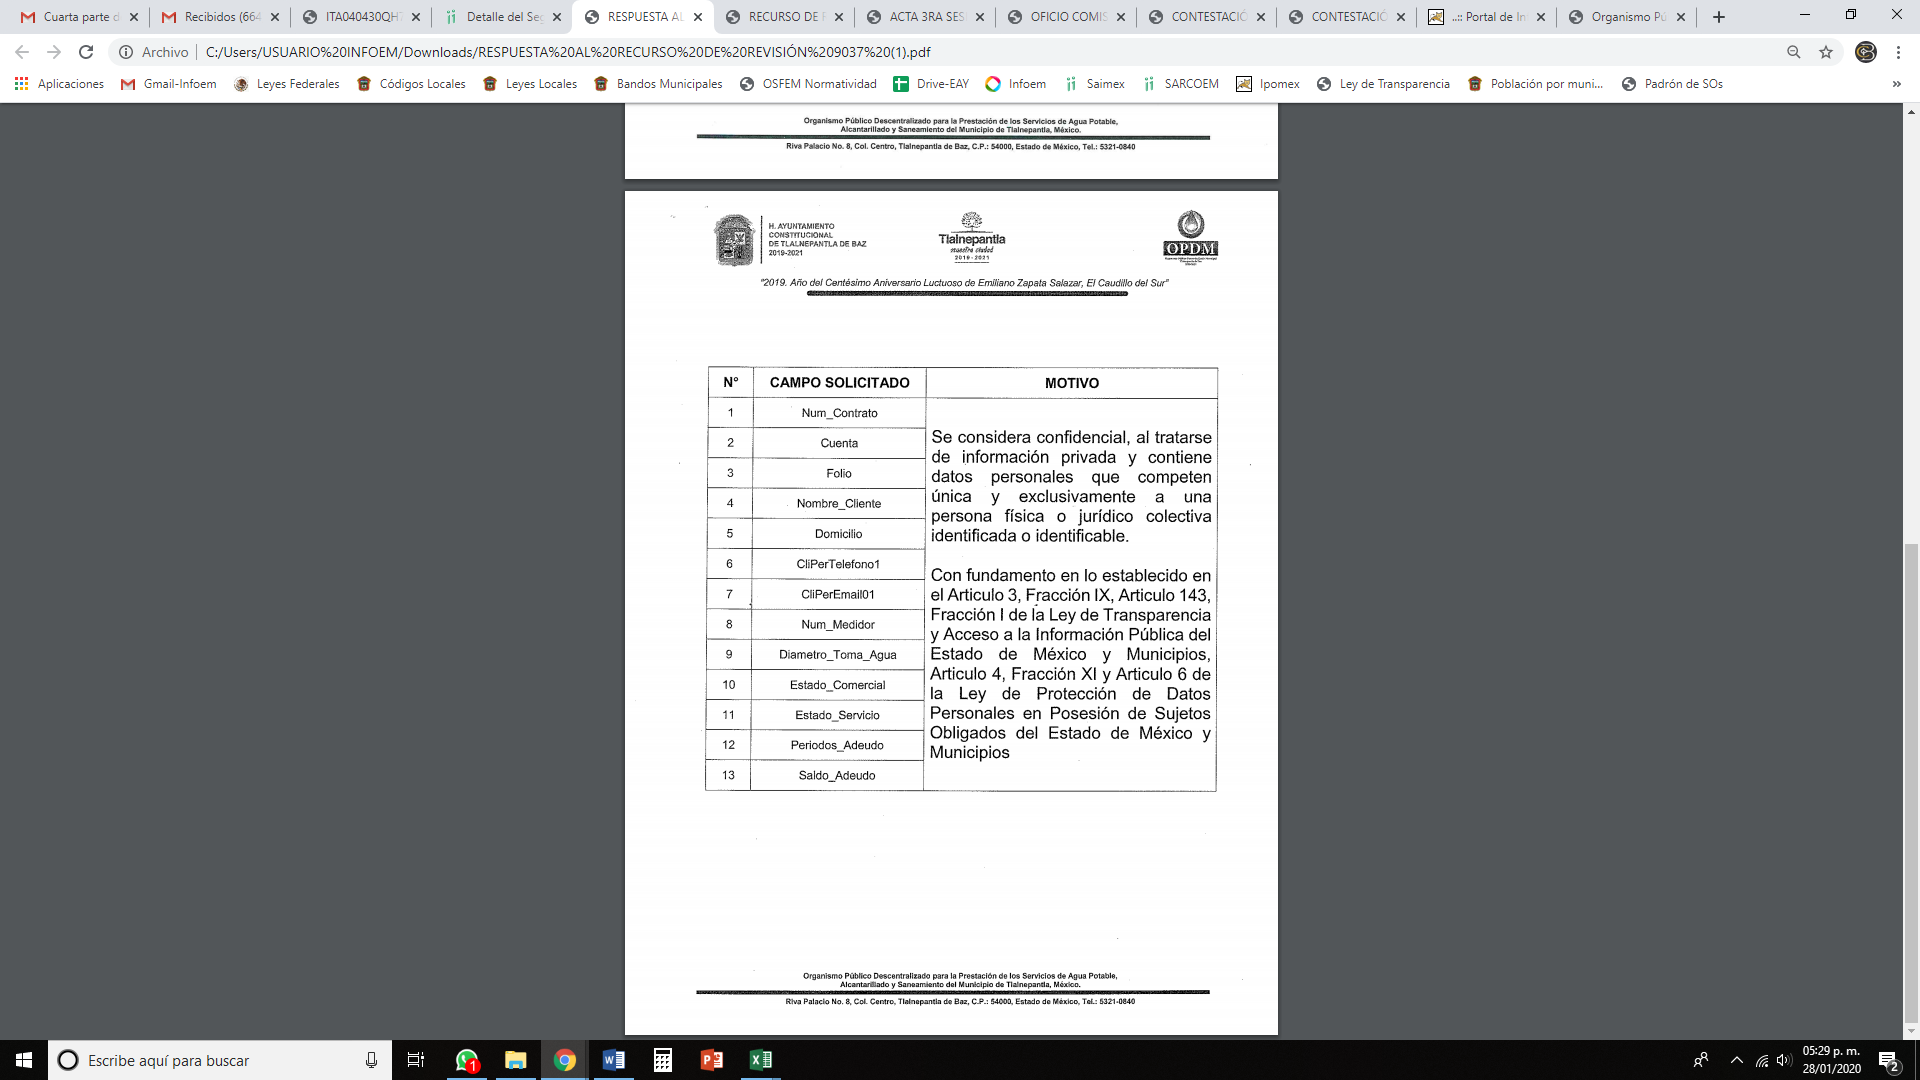 Cuarta parte d
Recibidos (664
ITA040430QH7
Detalle del Seg
RESPUESTA AL
RECURSO DE R
ACTA 3RA SES
OFICIO COMIS
CONTESTACIÓ
CONTESTACIÓ
..:: Portal de In
Organismo Pú
Archivo
C:/Users/USUARIO%20INFOEM/Downloads/RESPUESTA%20AL%20RECURSO%20DE%20REVISIÓN%209037%20(1).pdf
Aplicaciones
Gmail-Infoem
Leyes Federales
Códigos Locales
Leyes Locales
Bandos Municipales
OSFEM Normatividad
Drive-EAY
Infoem
Saimex
SARCOEM
Ipomex
Ley de Transparencia
Población por muni...
Padrón de SOs
»
Organismo Público Descentralizado para la Prestación de los Servicios de Agua Potable,
Alcantarillado y Saneamiento del Municipio de Tlalnepantla, México.
Riva Palacio No. 8, Col. Centro, Tlalnepantla de Baz, C.P.: 54000, Estado de México, Tel.: 5321-0840
H. AYUNTAMIENTO
CONSTITUCIONAL
DE TLALNEPANTLA DE BAZ
2019-2021
Tlalnepantla
nuestra ciudad
2019-2021
OPDM
"2019. Año del Centésimo Aniversario Luctuoso de Emiliano Zapata Salazar, El Caudillo del Sur"
N° CAMPO SOLICITADO MOTIVO
1 Num_Contrato
2 Cuenta
3 Folio
4 Nombre_Cliente
5 Domicilio
6 CliPerTelefono1
7 CliPerEmail01
8 Num_Medidor
9 Diametro_Toma_Agua
10 Estado_Comercial
11 Estado_Servicio
12 Periodos_Adeudo
13 Saldo_Adeudo
Se considera confidencial, al tratarse
de información privada y contiene
datos personales que competen
única y exclusivamente a una
persona física o jurídico colectiva
identificada o identificable.
Con fundamento en lo establecido en
el Articulo 3, Fracción IX, Articulo 143,
Fracción I de la Ley de Transparencia
y Acceso a la Información Pública del
Estado de México y Municipios,
Articulo 4, Fracción XI y Articulo 6 de
la Ley de Protección de Datos
Personales en Posesión de Sujetos
Obligados del Estado de México y
Municipios
Organismo Público Descentralizado para la Prestación de los Servicios de Agua Potable,
Alcantarillado y Saneamiento del Municipio de Tlalnepantla, México.
Riva Palacio No. 8, Col. Centro, Tlalnepantla de Baz, C.P.: 54000, Estado de México, Tel.: 5321-0840
Escribe aquí para buscar
1
05:29 p. m.
28/01/2020
2